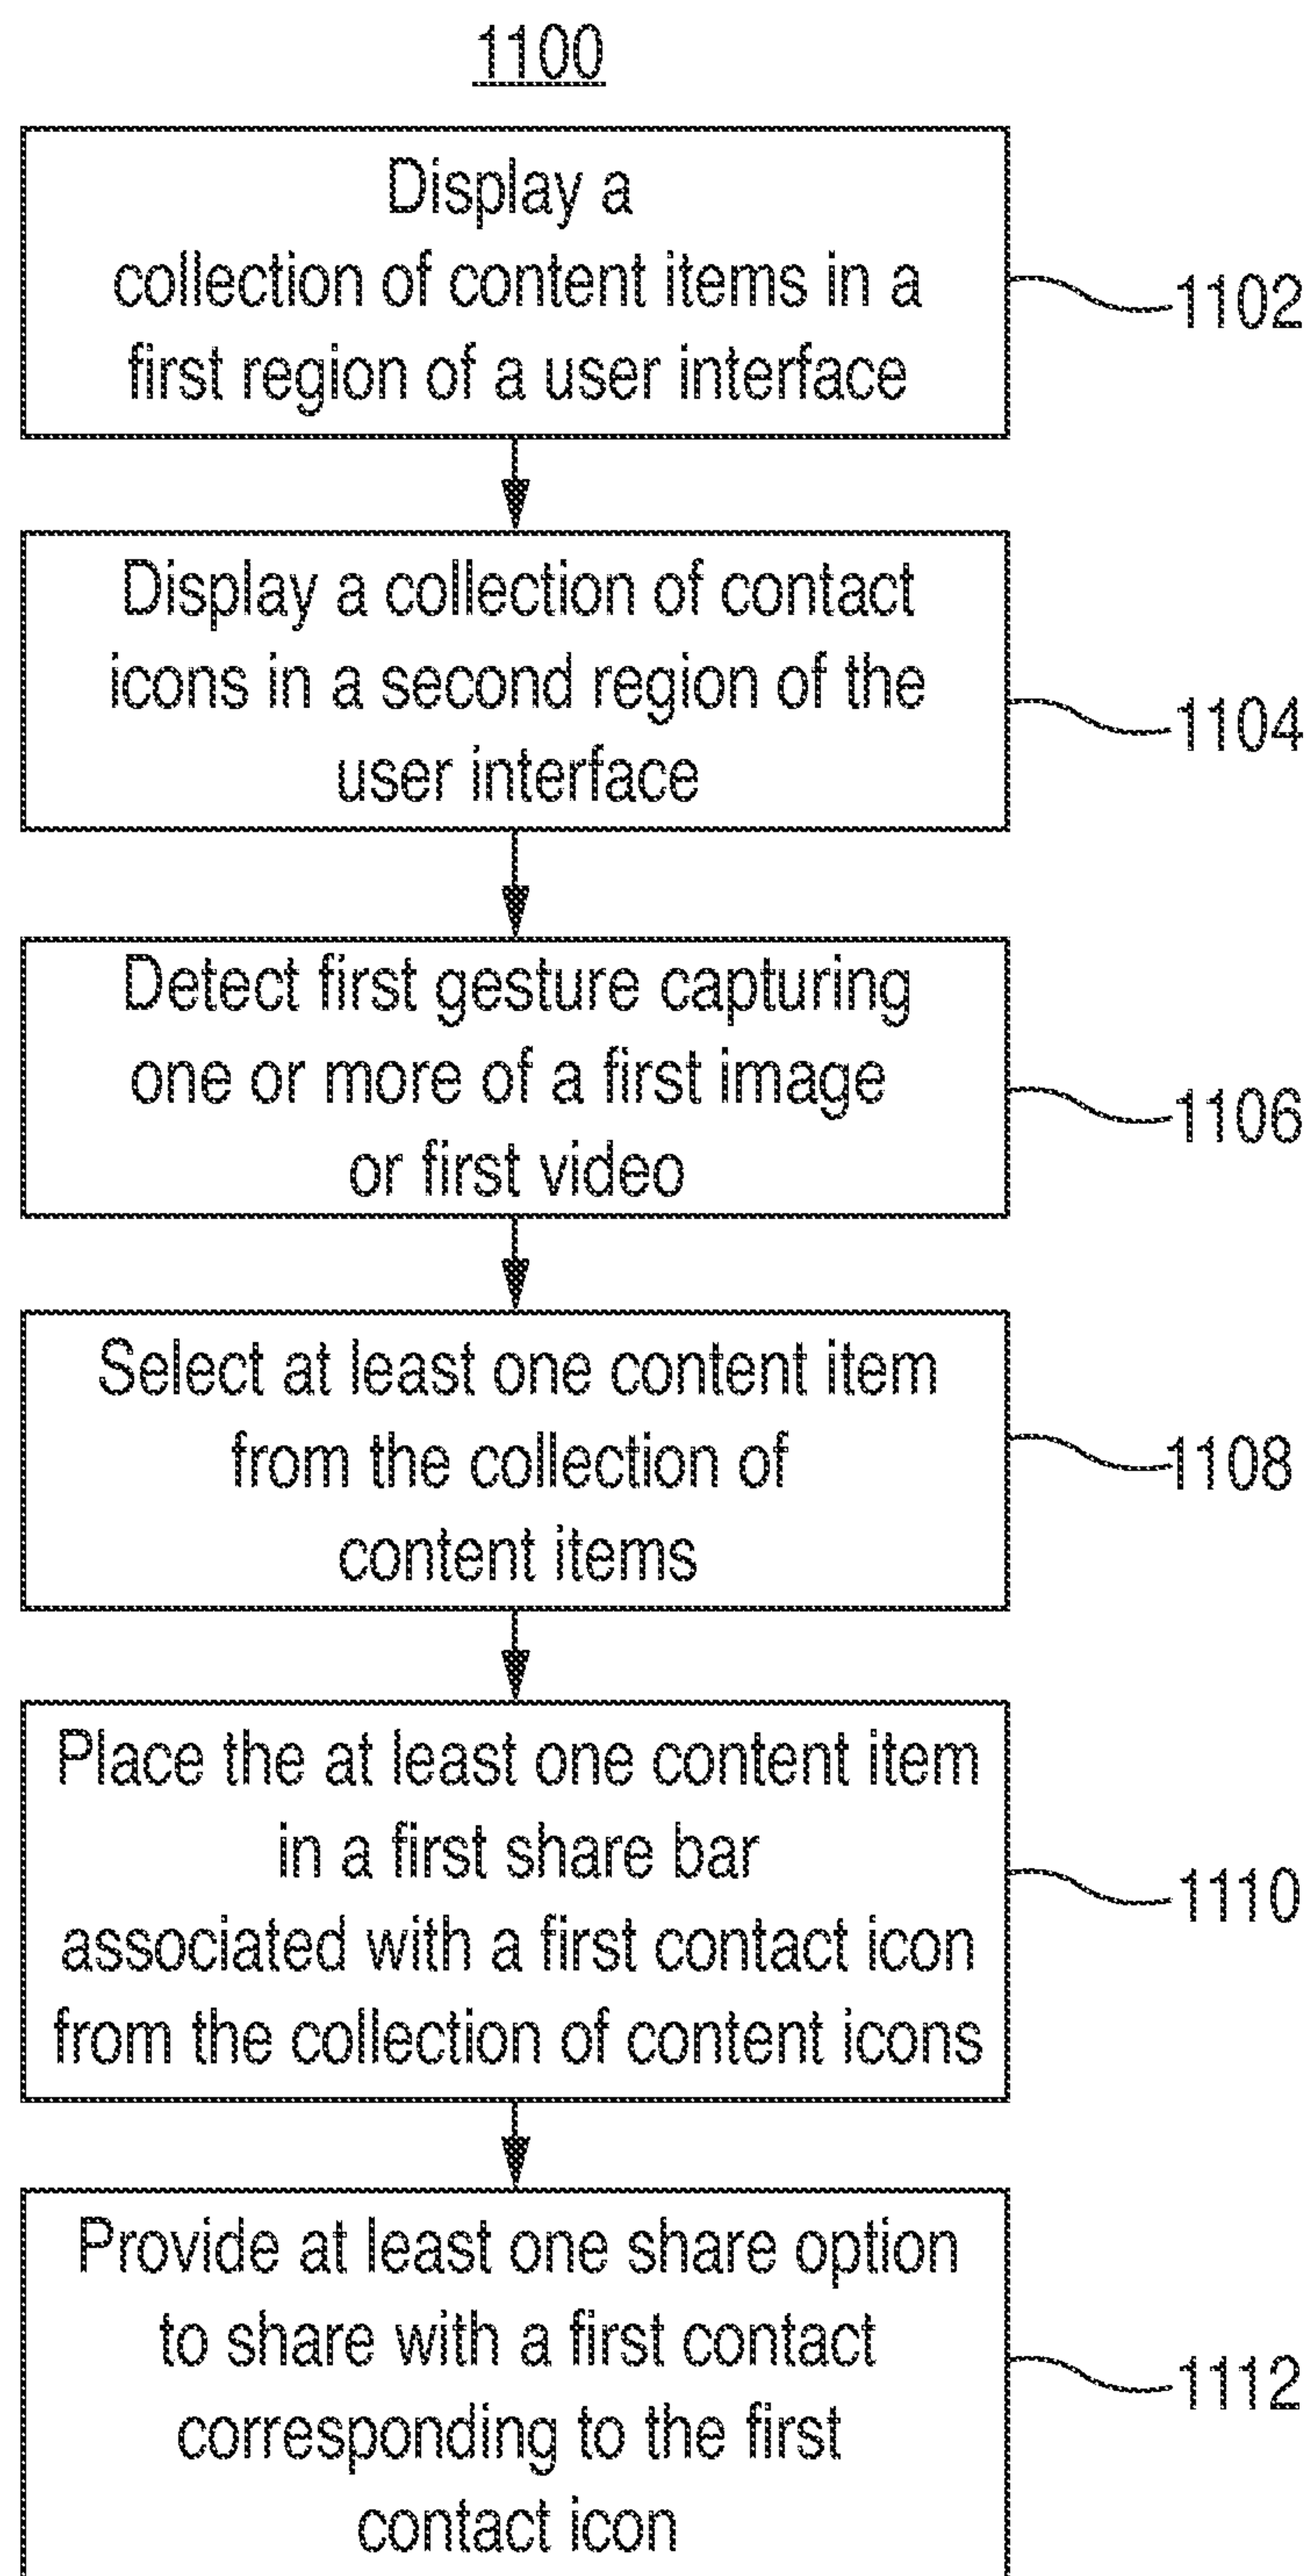 1100
Display a
collection of content items in a
first region of a user interface
1102
Display a collection of contact
icons in a second region of the
user interface
1104
Detect first gesture capturing
one or more of a first image
or first video
1106
Select at least one content item
from the collection of
content items
1108
Place the at least one content item
in a first share bar
associated with a first contact icon
from the collection of content icons
1110
Provide at least one share option
to share with a first contact
corresponding to the first
contact icon
1112